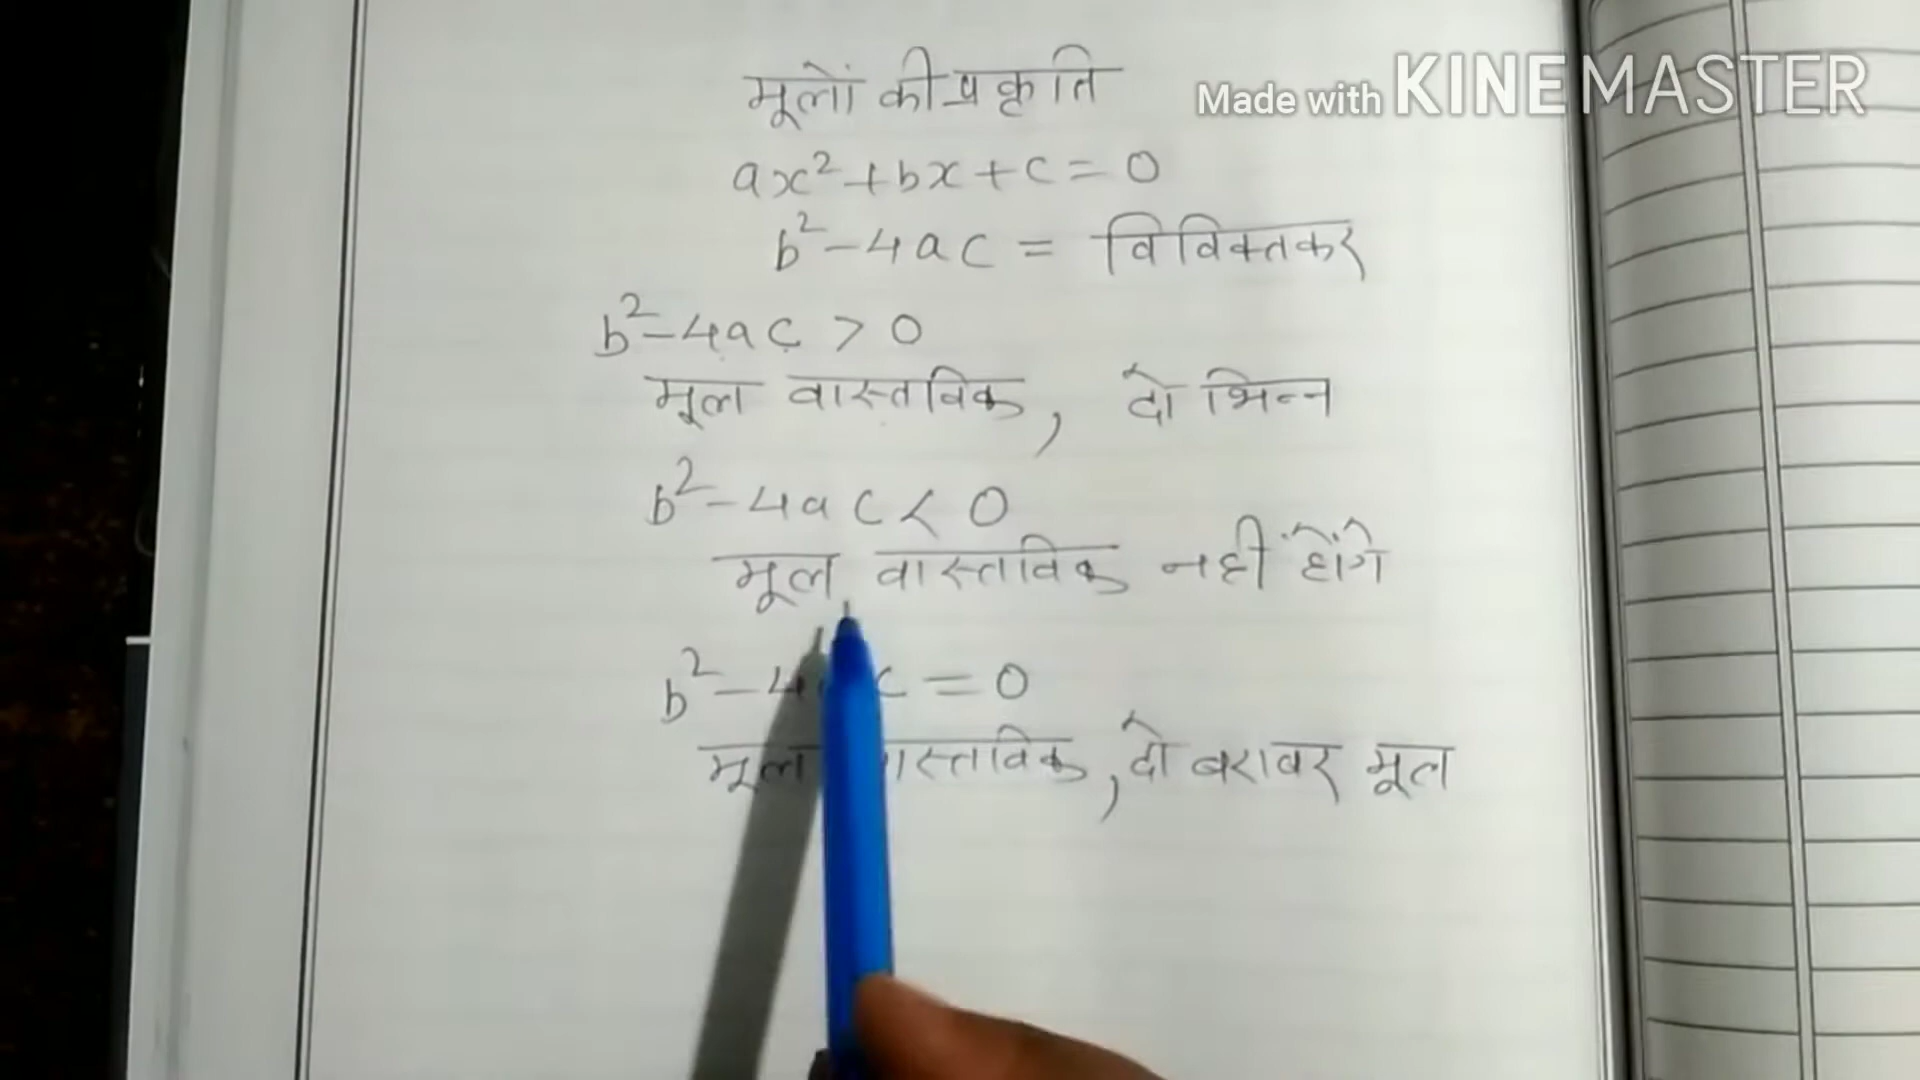 Made with KINEMASTER
मूलों की प्रकृति
ax² + bx + c = 0
b² - 4ac = विविक्तकर
b² - 4ac > 0
मूल वास्तविक, दो भिन्न
b² - 4ac < 0
मूल वास्तविक नहीं होंगे
b² - 4 c = 0
मूल वास्तविक, दो बराबर मूल